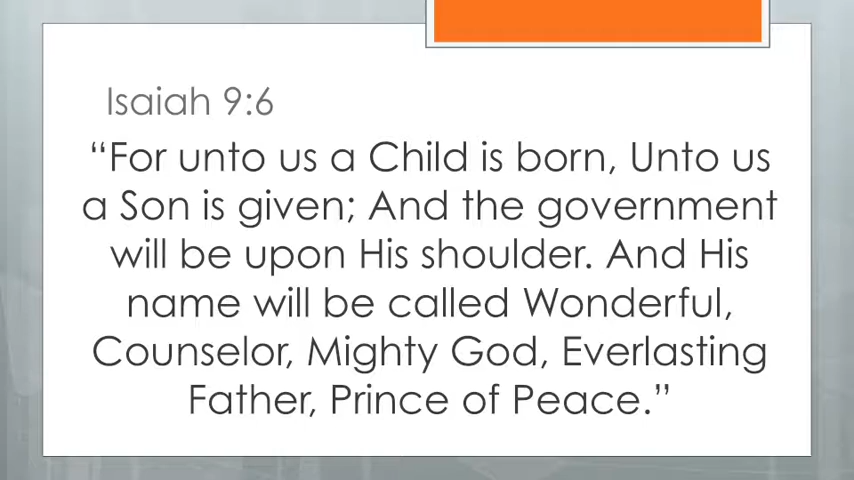 Isaiah 9:6
“For unto us a Child is born, Unto us
a Son is given; And the government
will be upon His shoulder. And His
name will be called Wonderful,
Counselor, Mighty God, Everlasting
Father, Prince of Peace.”